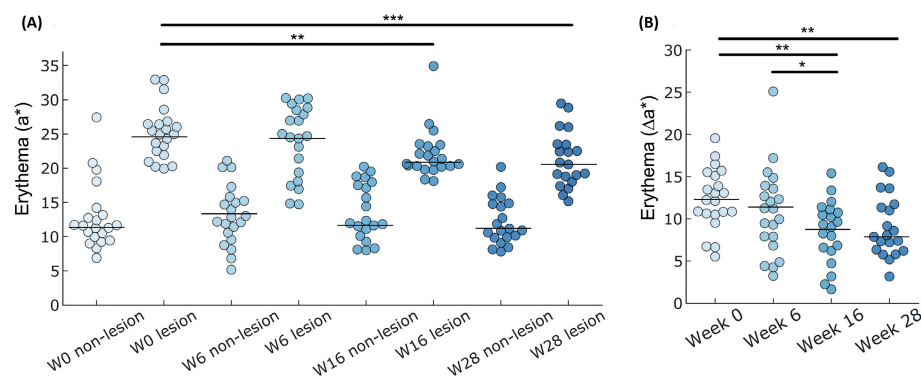 (A)
***
**
Erythema (a*)
35
30
25
20
15
10
5
0
W0 non-lesion
W0 lesion
W6 non-lesion
W6 lesion
W16 non-lesion
W16 lesion
W28 non-lesion
W28 lesion
(B)
**
**
*
Erythema (Δa*)
30
25
20
15
10
5
0
Week 0
Week 6
Week 16
Week 28